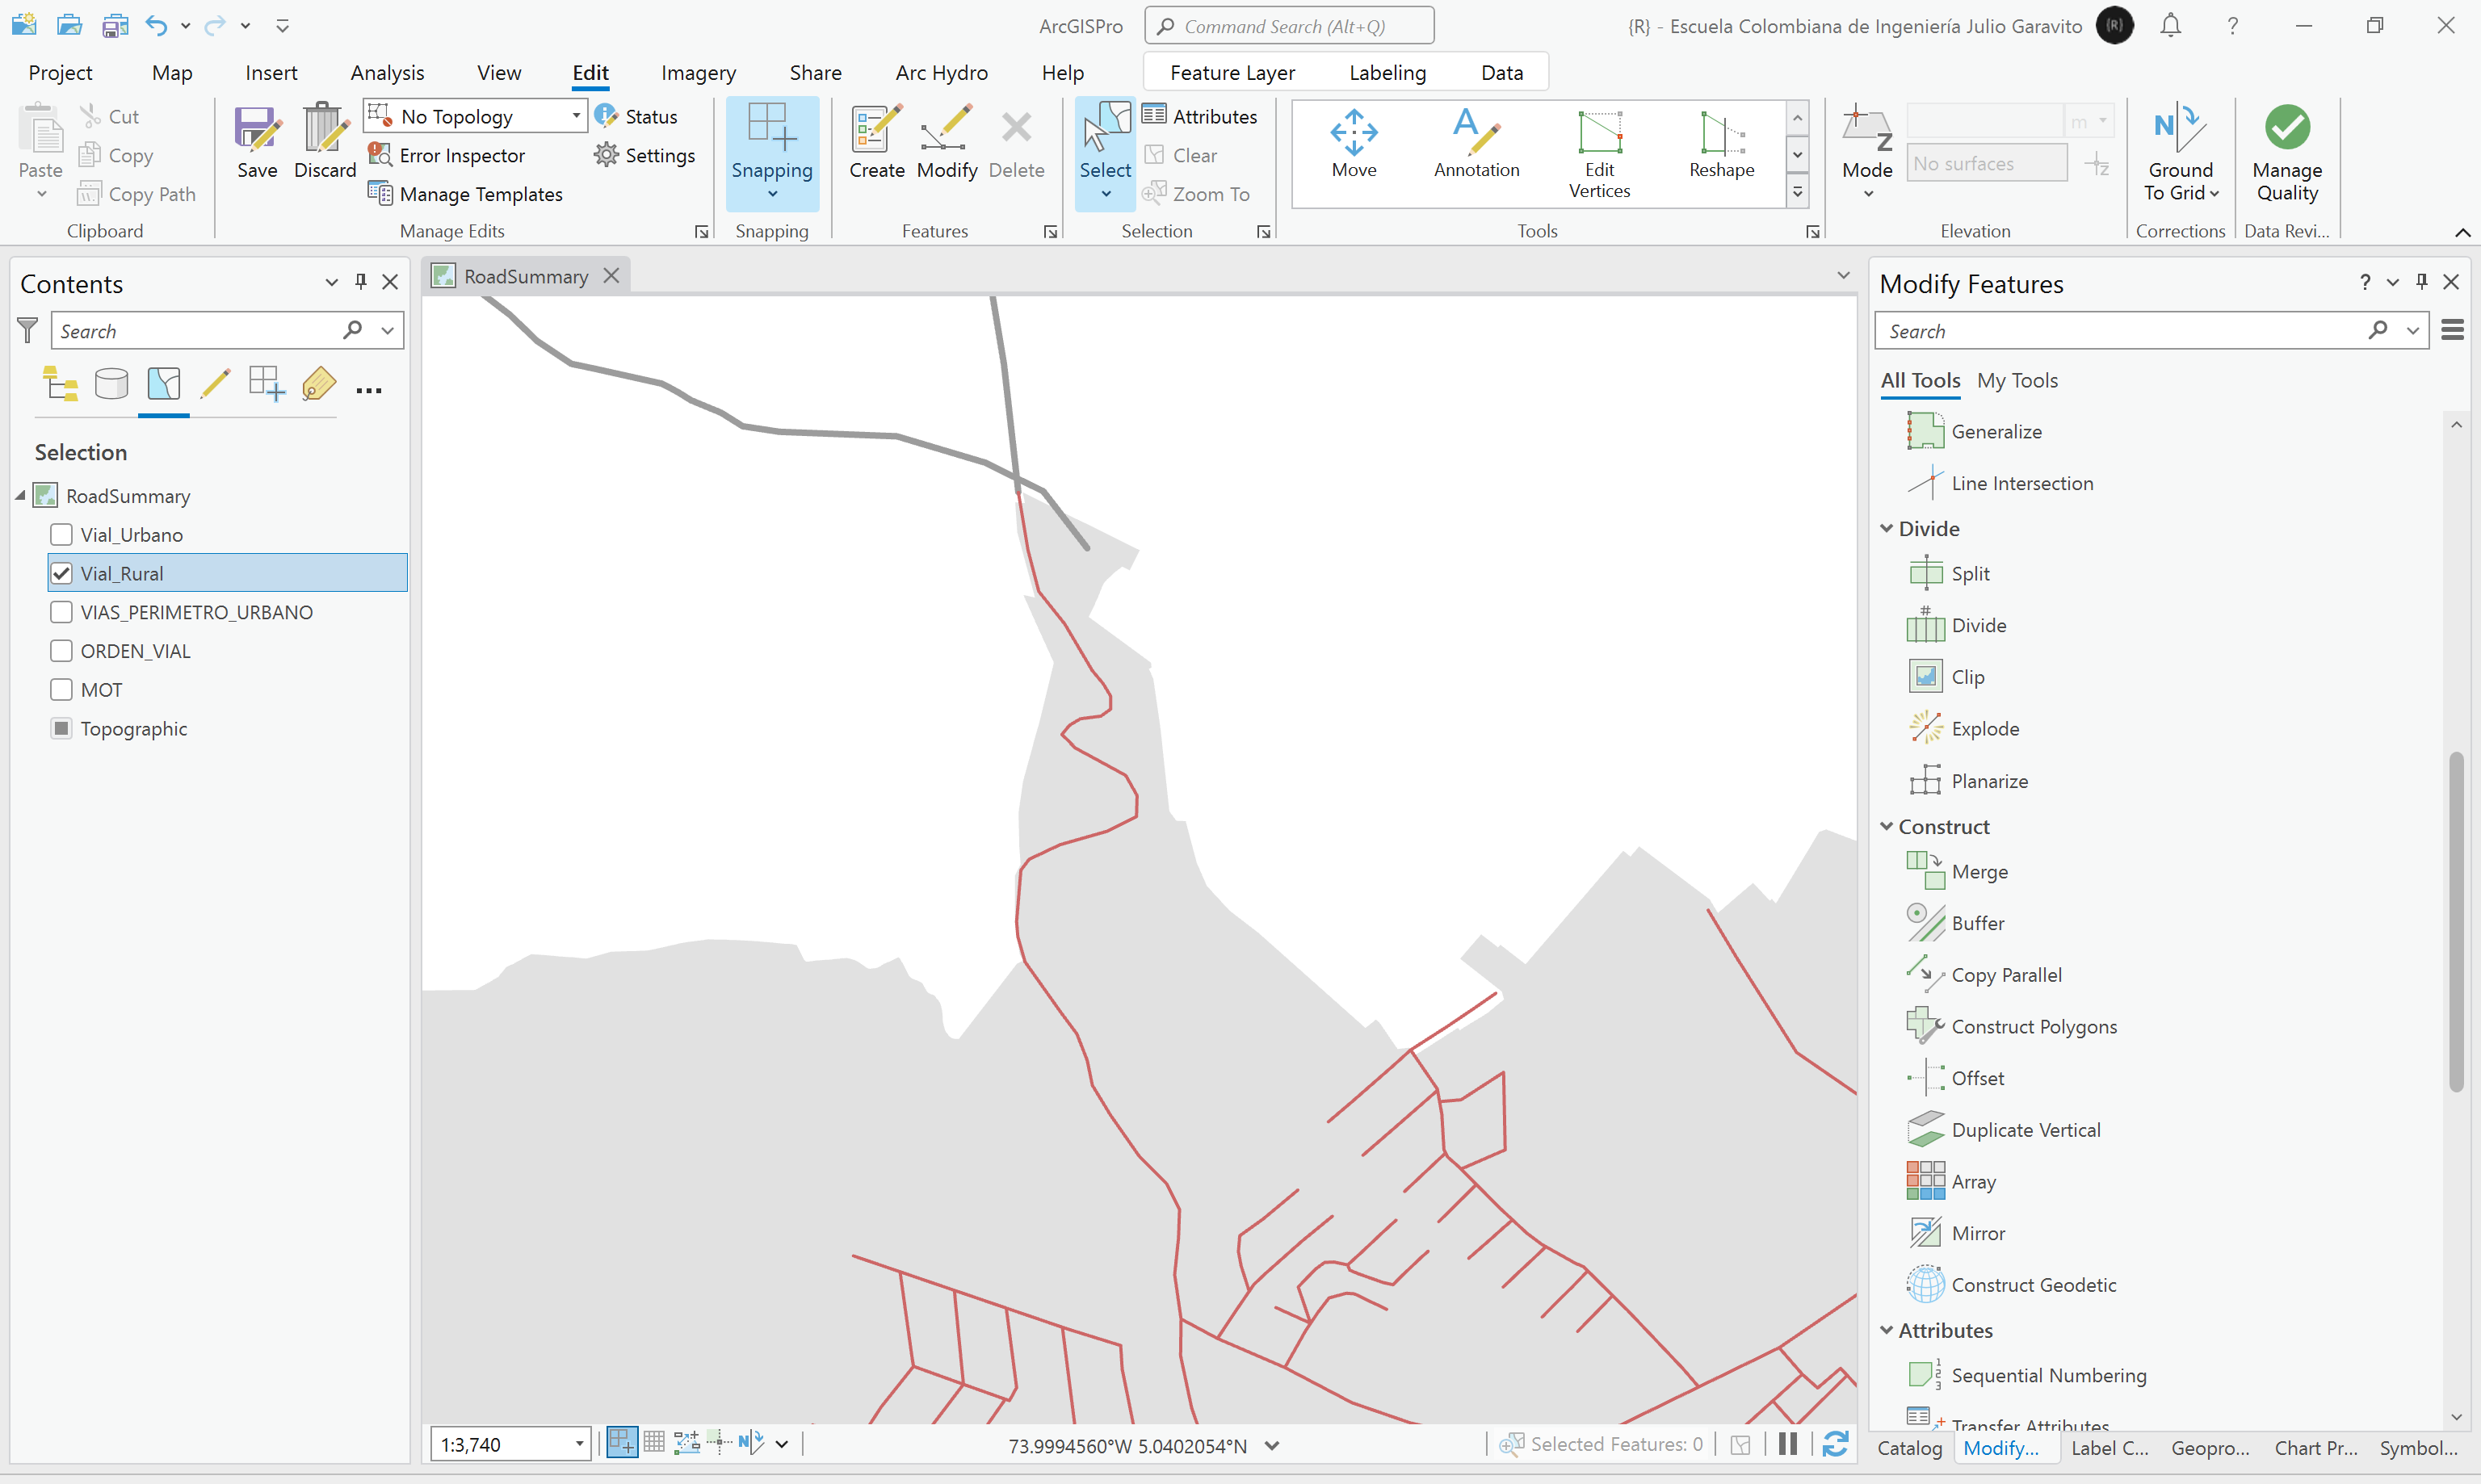 ArcGISPro
Command Search (Alt+Q)
{R} - Escuela Colombiana de Ingeniería Julio Garavito
{R}
?
Project
Map
Insert
Analysis
View
Edit
Imagery
Share
Arc Hydro
Help
Feature Layer
Labeling
Data
Paste
Cut
Copy
Copy Path
Clipboard
Save
Discard
No Topology
Error Inspector
Manage Templates
Status
Settings
Manage Edits
Snapping
Snapping
Create
Modify
Delete
Features
Select
Attributes
Clear
Zoom To
Selection
Move
Annotation
Edit
Vertices
Reshape
Tools
Mode
m
No surfaces
Elevation
Ground
To Grid
Corrections
Manage
Quality
Data Revi...
Contents
Search
Selection
RoadSummary
Vial_Urbano
Vial_Rural
VIAS_PERIMETRO_URBANO
ORDEN_VIAL
MOT
Topographic
RoadSummary
1:3,740
73.9994560°W 5.0402054°N
Selected Features: 0
Modify Features
?
Search
All Tools
My Tools
Generalize
Line Intersection
Divide
Split
Divide
Clip
Explode
Planarize
Construct
Merge
Buffer
Copy Parallel
Construct Polygons
Offset
Duplicate Vertical
Array
Mirror
Construct Geodetic
Attributes
Sequential Numbering
Transfer Attributes
Catalog
Modify...
Label C...
Geopro...
Chart Pr...
Symbol...